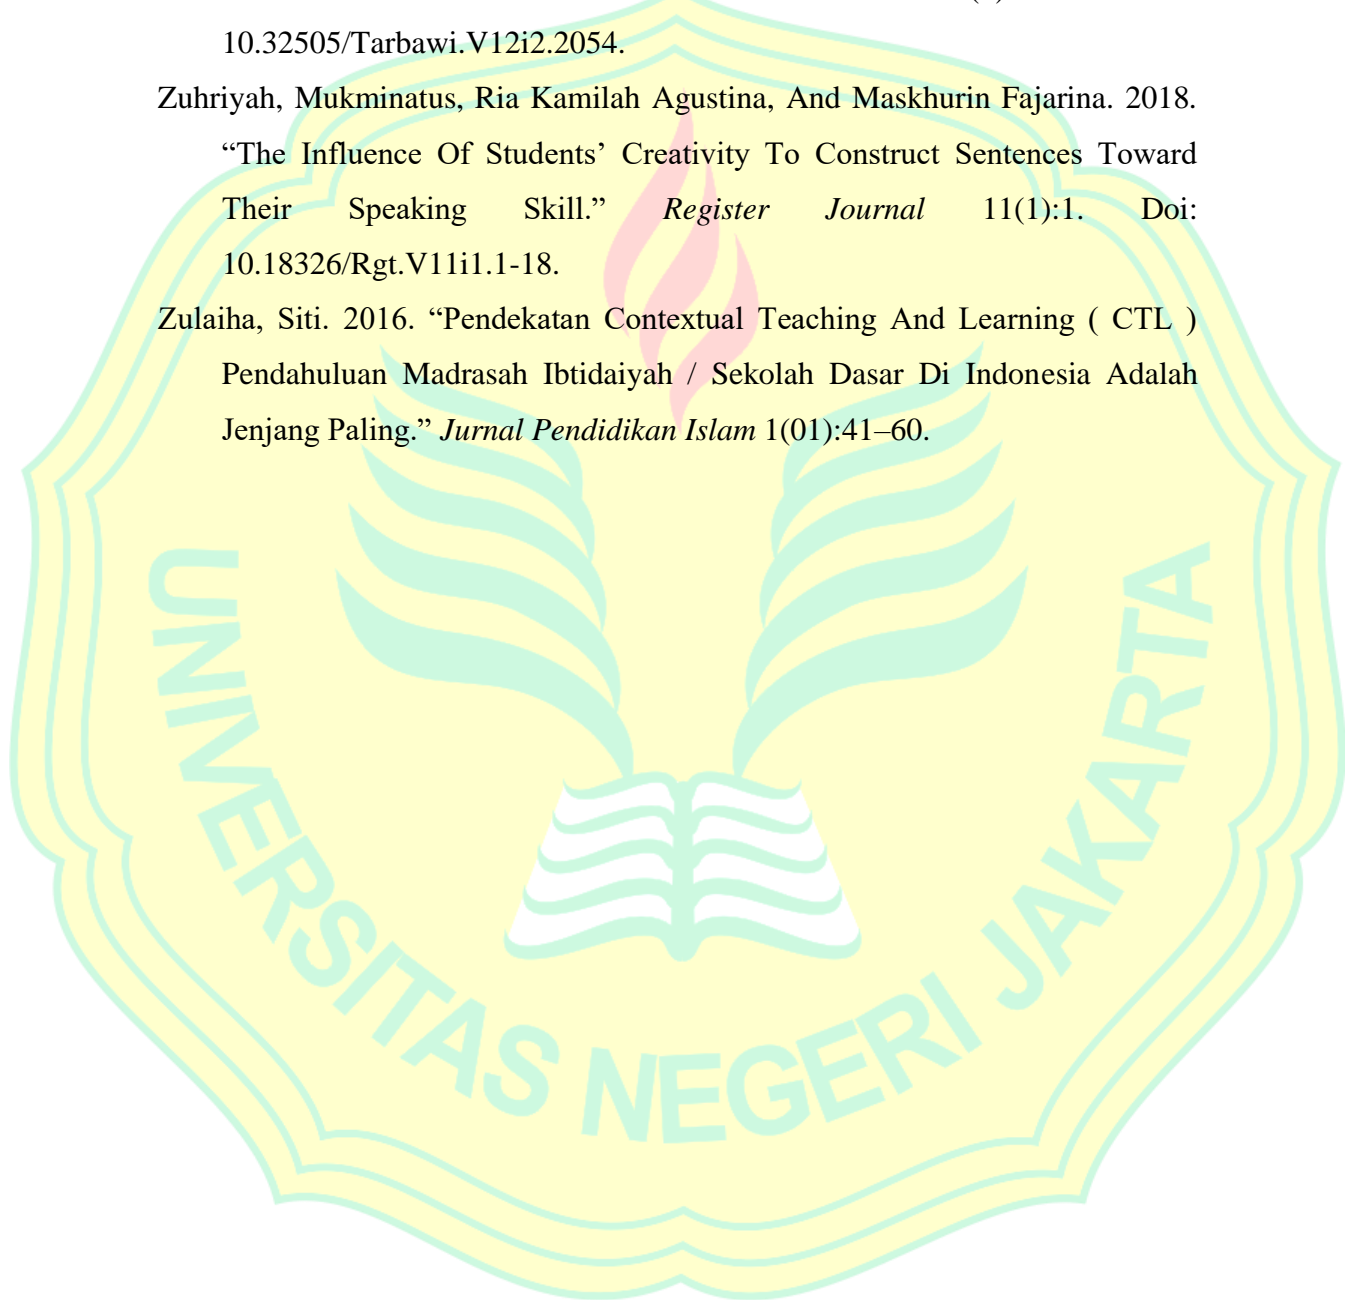 10.32505/Tarbawi.V12i2.2054.
Zuhriyah, Mukminatus, Ria Kamilah Agustina, And Maskhurin Fajarina. 2018.
“The Influence Of Students’ Creativity To Construct Sentences Toward
Their Speaking Skill.” Register Journal 11(1):1. Doi:
10.18326/Rgt.V11i1.1-18.
Zulaiha, Siti. 2016. “Pendekatan Contextual Teaching And Learning ( CTL )
Pendahuluan Madrasah Ibtidaiyah / Sekolah Dasar Di Indonesia Adalah
Jenjang Paling.” Jurnal Pendidikan Islam 1(01):41–60.
UNIVERSITAS NEGERI JAKARTA